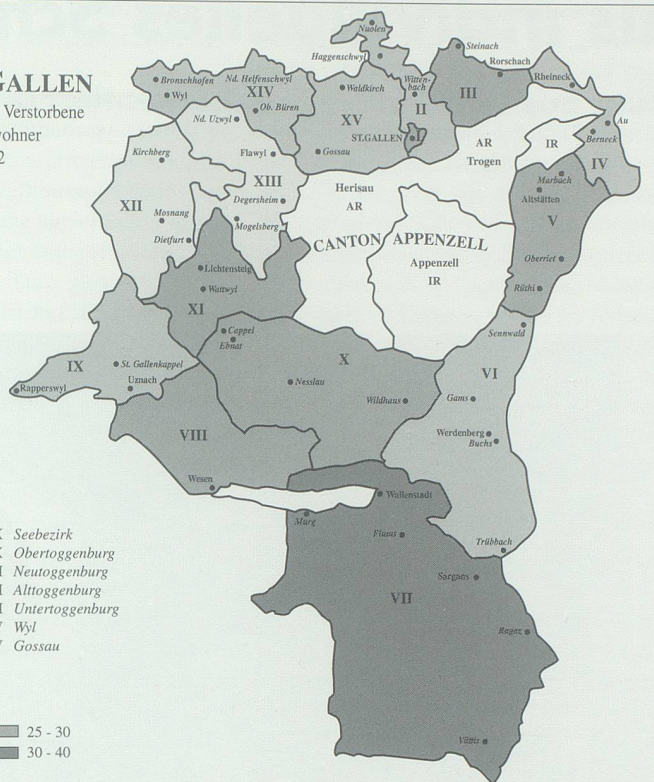 GALLEN
Verstorbene
Nuolen
Steinach
Haggenschwyl
Rorschach
Rheineck
Bronschhofen
Nd. Helfenschwyl
Waldkirch
Witten-
bach
III
Wyl
XIV
II
Ob. Büren
XV
Au
Nd. Uzwyl
ST.GALLEN
I
AR
IR
Berneck
Kirchberg
Flawyl
Gossau
Trogen
IV
XIII
Herisau
Marbach
XII
Degersheim
AR
Altstätten
Mosnang
Mogelsberg
V
Dietfurt
CANTON APPENZELL
Lichtensteig
Appenzell
Oberriet
Wattwyl
IR
Rüthi
XI
Cappel
Sennwald
Ebnat
X
IX
St. Gallenkappel
VI
Rapperswyl
Uznach
Nesslau
Wildhaus
Gams
VIII
Werdenberg
Buchs
Wesen
Wallenstadt
Murg
Flums
Trübbach
Seebezirk
Obertoggenburg
Neutoggenburg
Alttoggenburg
Untertoggenburg
Wyl
Gossau
Sargans
VII
Ragaz
25 - 30
30 - 40
Vättis